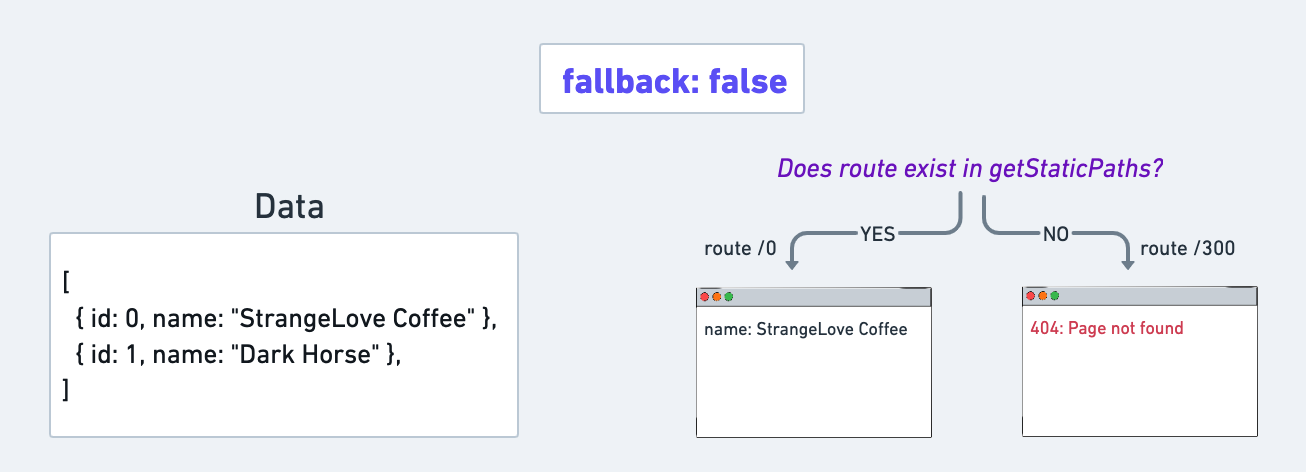 fallback: false
Data
[
{ id: 0, name: "StrangeLove Coffee" },
{ id: 1, name: "Dark Horse" },
]
Does route exist in getStaticPaths?
YES
NO
route /0
route /300
name: StrangeLove Coffee
404: Page not found